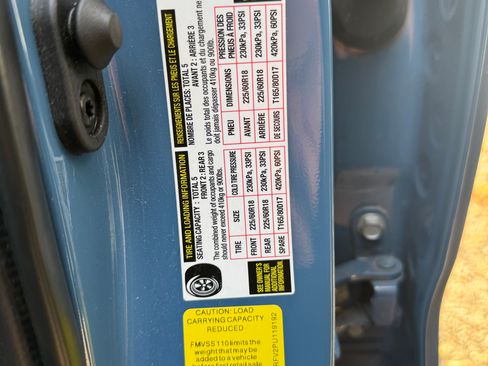 TIRE AND LOADING INFORMATION
SEATING CAPACITY : TOTAL 5 FRONT 2 : REAR 3
The combined weight of occupants and cargo
should never exceed 410kg or 900lbs.
TIRE SIZE COLD TIRE PRESSURE
FRONT 225/60R18 230kPa, 33PSI
REAR 225/60R18 230kPa, 33PSI
SPARE T165/80D17 420kPa, 60PSI
SEE OWNER'S
MANUAL FOR
ADDITIONAL
INFORMATION
RENSEIGNEMENTS SUR LES PNEUS ET LE CHARGEMENT
NOMBRE DE PLACES: TOTAL 5 AVANT 2 : ARRIÈRE 3
Le poids total des occupants et du chargement ne
doit jamais dépasser 410kg ou 900lb.
PNEU DIMENSIONS PRESSION DES
PNEUS À FROID
AVANT 225/60R18 230kPa, 33PSI
ARRIÈRE 225/60R18 230kPa, 33PSI
DE SECOURS T165/80D17 420kPa, 60PSI
CAUTION: LOAD
CARRYING CAPACITY
REDUCED
FMVSS 110 limits the
weight that may be
added to a vehicle
before first retail sale